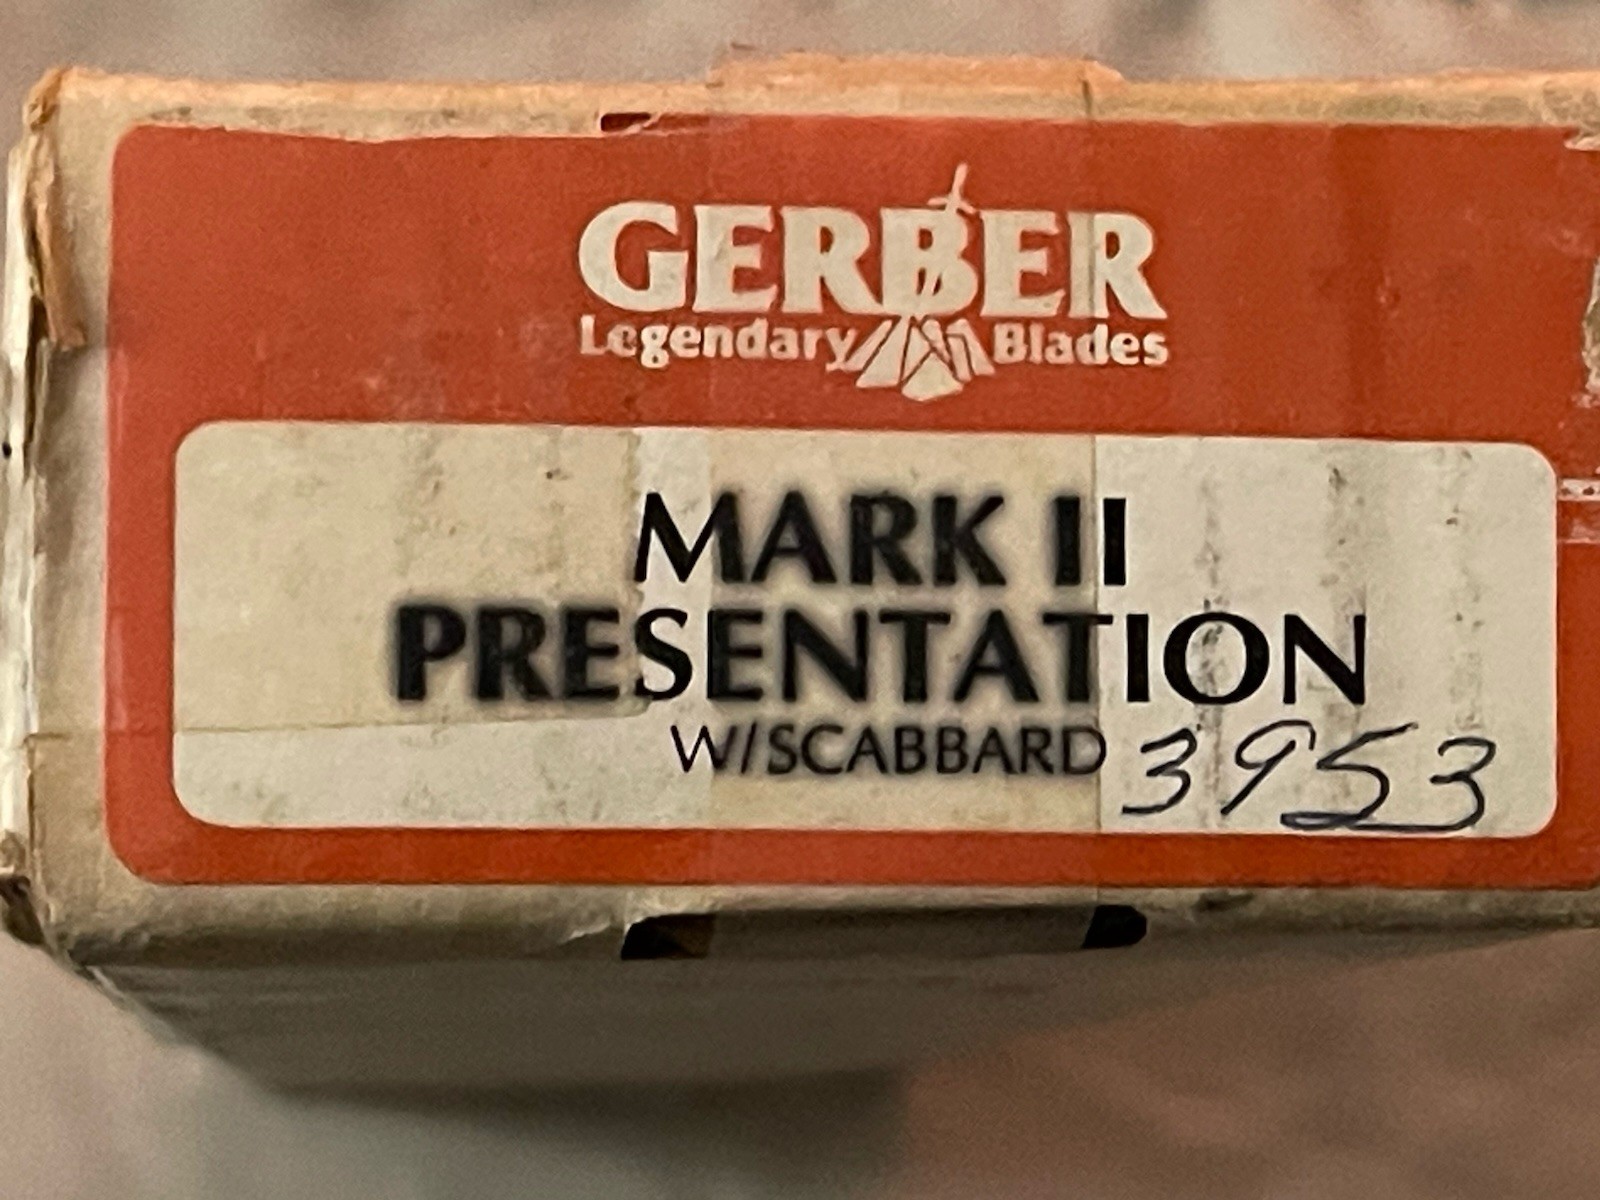 GERBER
Legendary Blades
MARK II
PRESENTATION
W/SCABBARD 3953